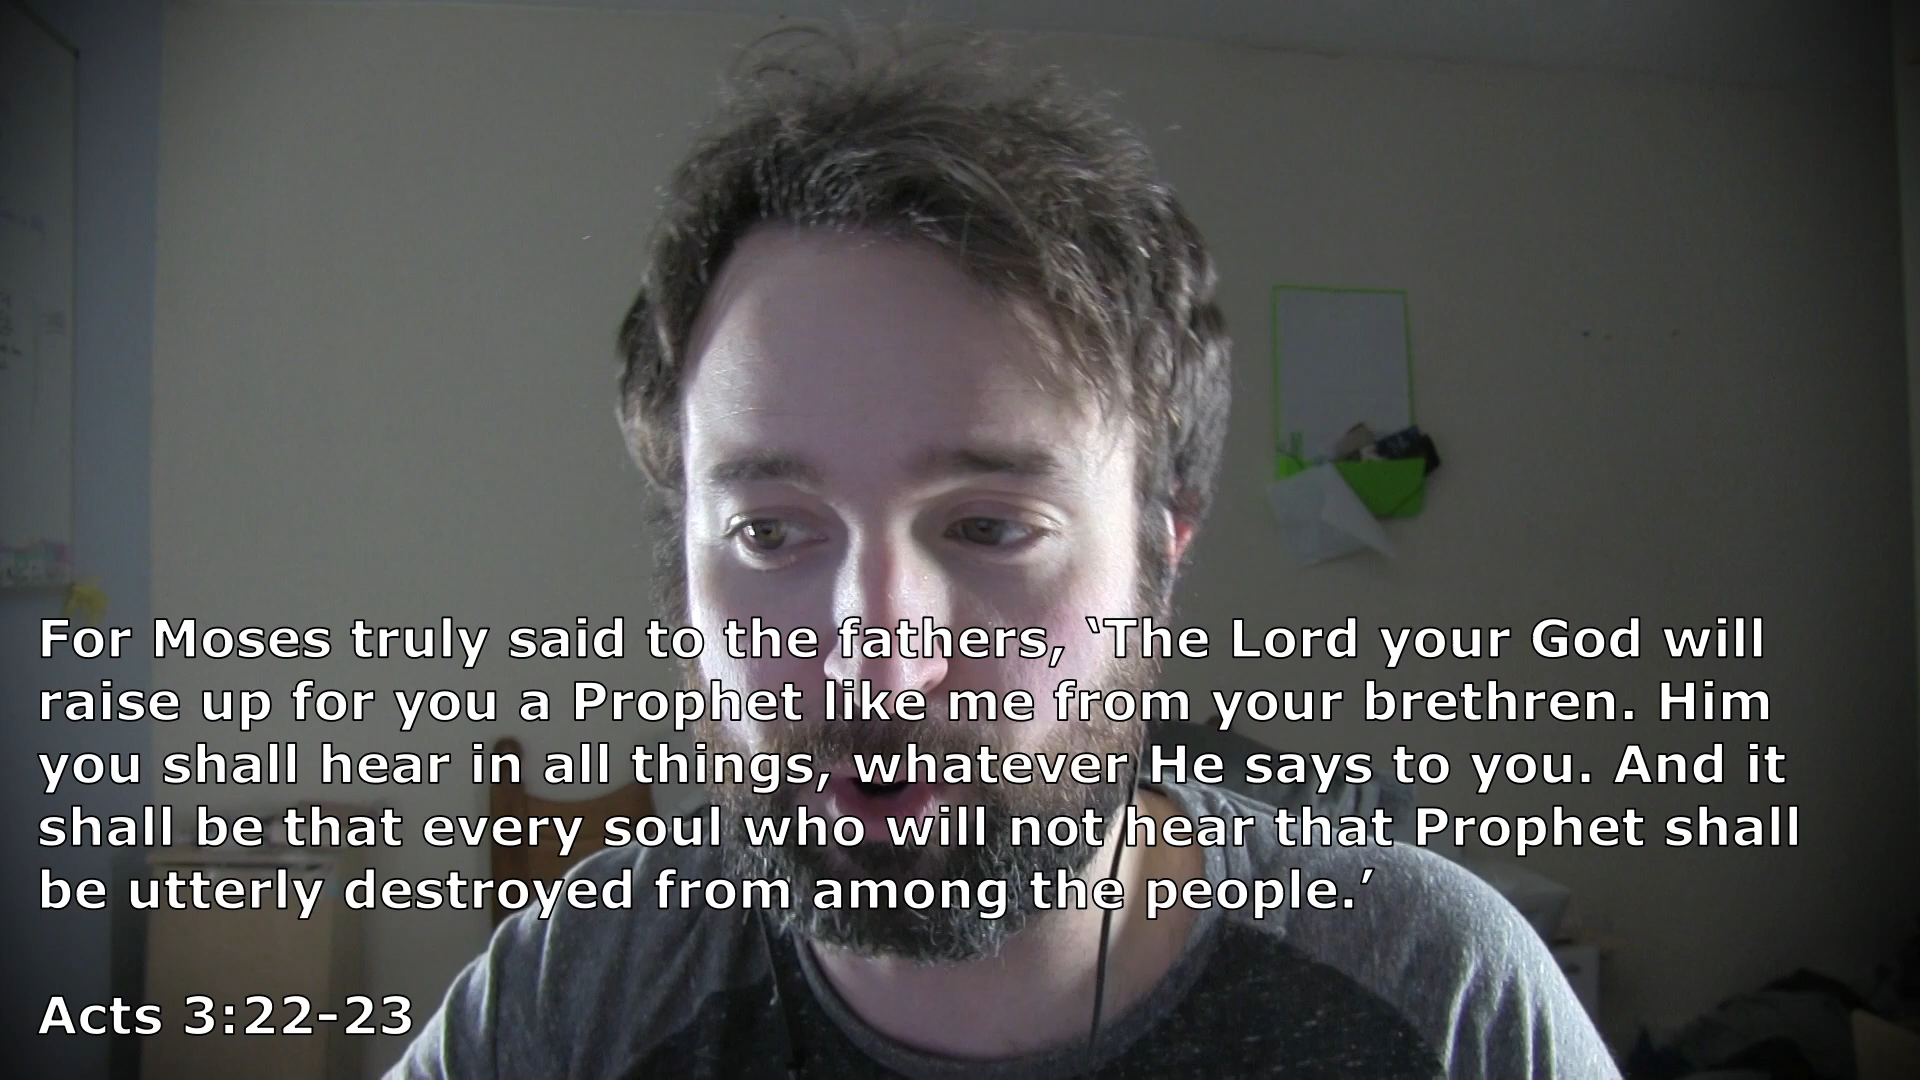 For Moses truly said to the fathers, ‘The Lord your God will
raise up for you a Prophet like me from your brethren. Him
you shall hear in all things, whatever He says to you. And it
shall be that every soul who will not hear that Prophet shall
be utterly destroyed from among the people.’
Acts 3:22-23